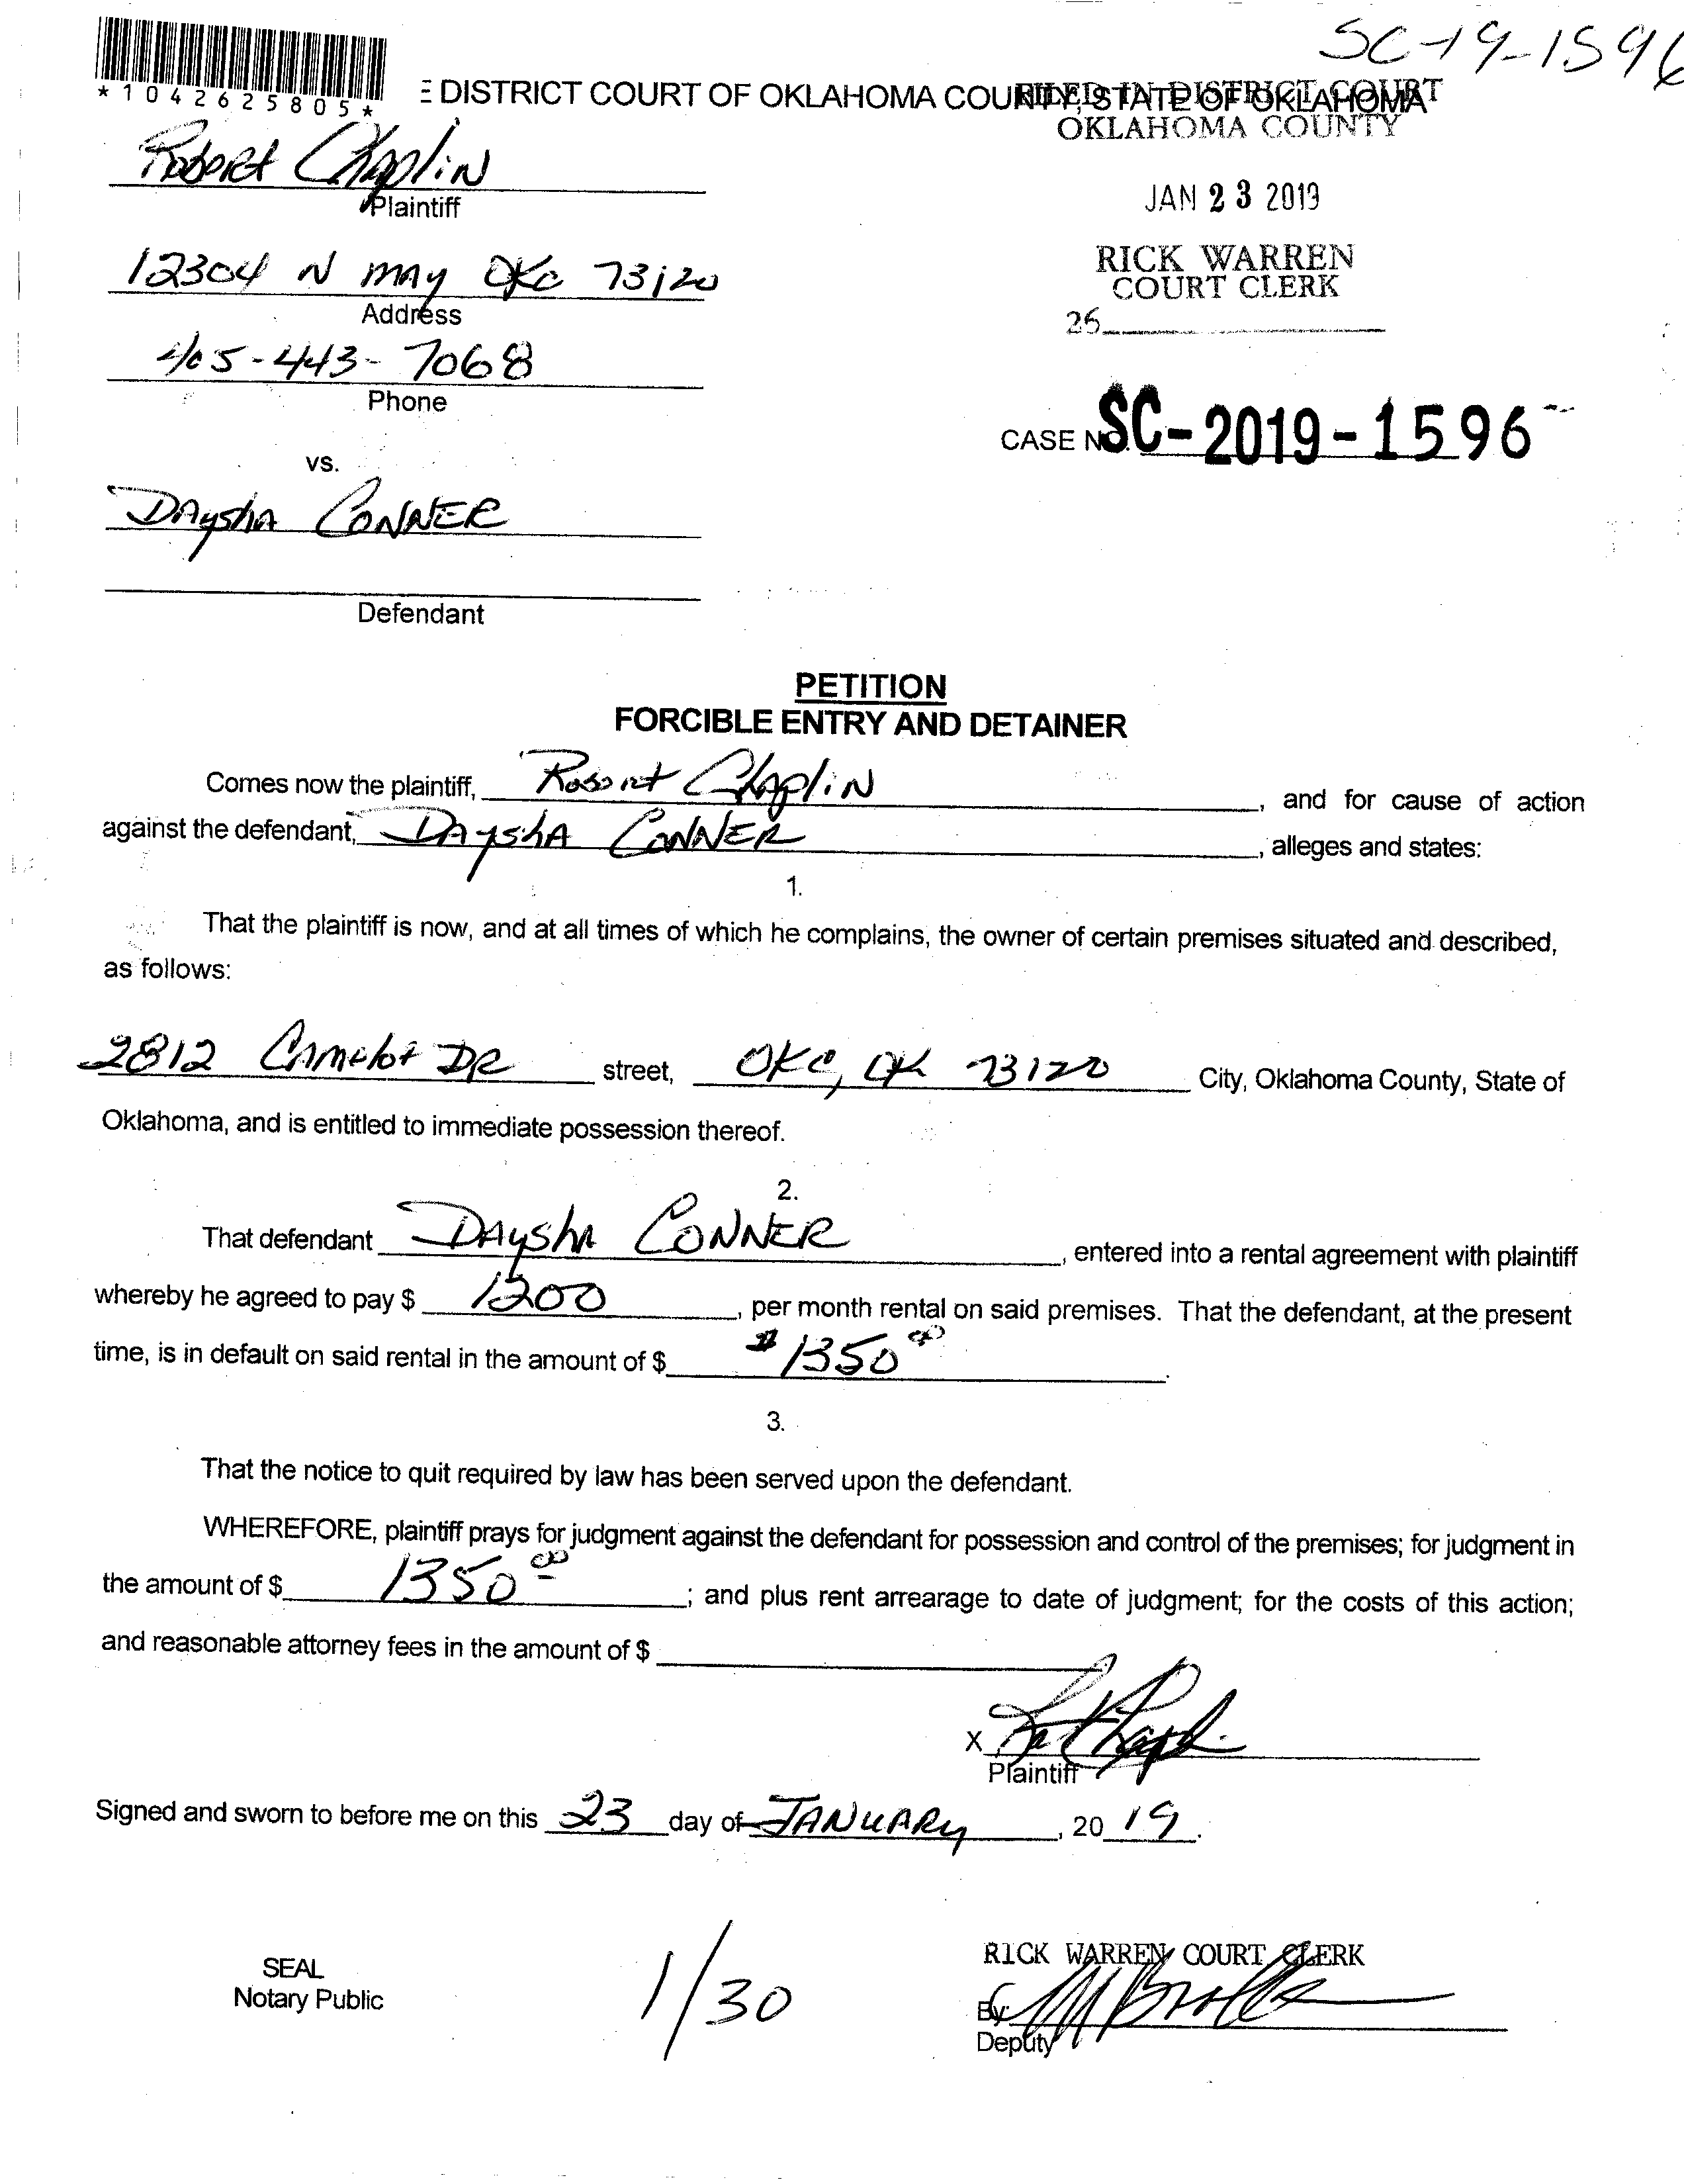 SC-19-1596
*1042625805*
E DISTRICT COURT OF OKLAHOMA COUNTY, STATE OF OKLAHOMA
FILED IN DISTRICT COURT
OKLAHOMA COUNTY
Robert Chaplin
Plaintiff
JAN 23 2019
12304 N MAY OKC 73120
Address
RICK WARREN
COURT CLERK
26
405-443-7068
Phone
CASE NO. SC-2019-1596
vs.
DAysha CONNER
Defendant
PETITION
FORCIBLE ENTRY AND DETAINER
Comes now the plaintiff, Robert Chaplin, and for cause of action
against the defendant, DAyshA CONNER, alleges and states:
1.
That the plaintiff is now, and at all times of which he complains, the owner of certain premises situated and described,
as follows:
2812 Camelot DR street, OKC, OK 73120 City, Oklahoma County, State of
Oklahoma, and is entitled to immediate possession thereof.
2.
That defendant DAyshA CONNER, entered into a rental agreement with plaintiff
whereby he agreed to pay $ 1200, per month rental on said premises. That the defendant, at the present
time, is in default on said rental in the amount of $ $1350 00.
3.
That the notice to quit required by law has been served upon the defendant.
WHEREFORE, plaintiff prays for judgment against the defendant for possession and control of the premises; for judgment in
the amount of $ 1350 00; and plus rent arrearage to date of judgment; for the costs of this action;
and reasonable attorney fees in the amount of $
X
Plaintiff
Signed and sworn to before me on this 23 day of JANUARy, 20 19.
SEAL
Notary Public
1/30
RICK WARREN COURT CLERK
By:
Deputy